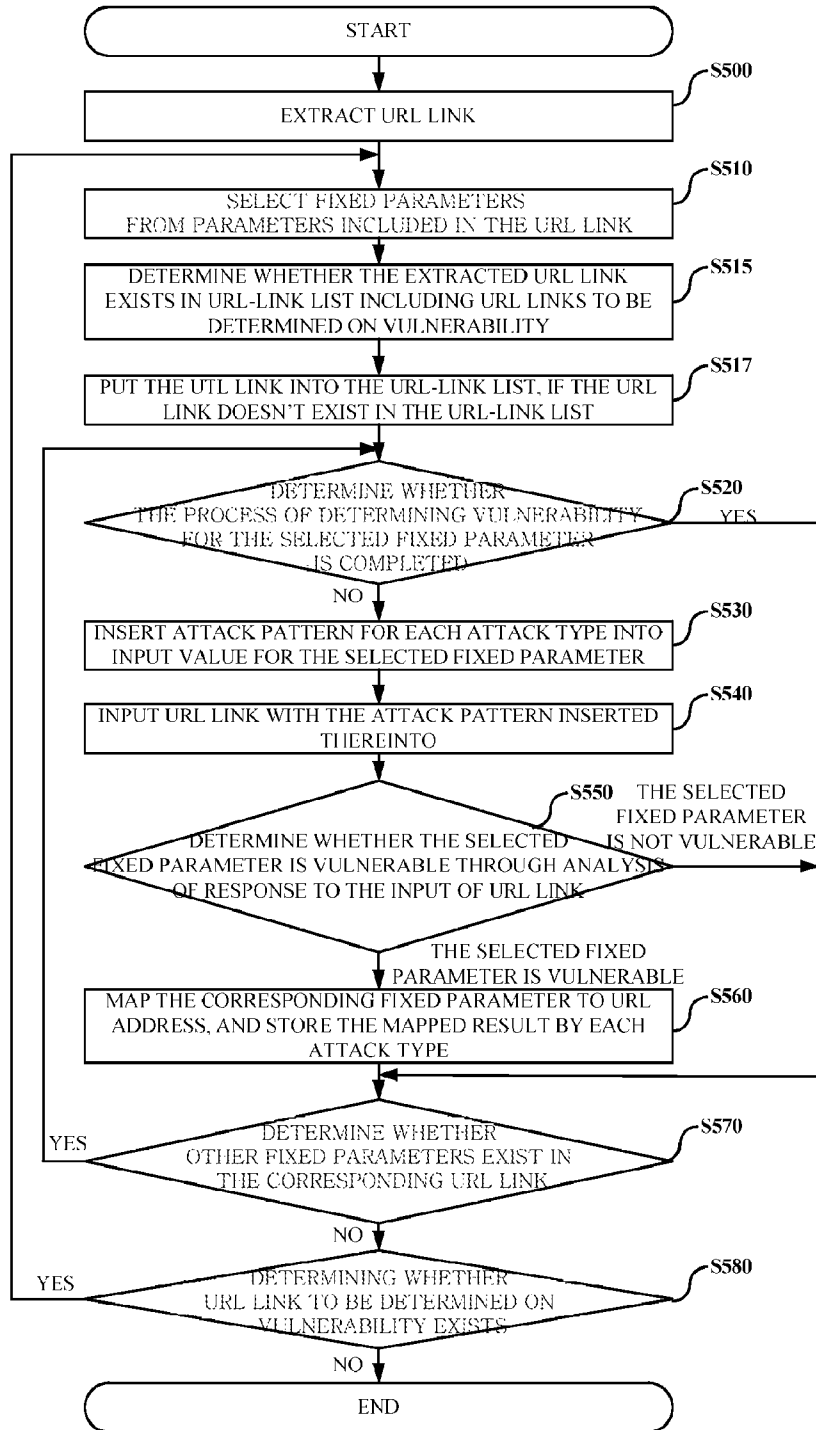 START
S500
EXTRACT URL LINK
S510
SELECT FIXED PARAMETERS
FROM PARAMETERS INCLUDED IN THE URL LINK
S515
DETERMINE WHETHER THE EXTRACTED URL LINK
EXISTS IN URL-LINK LIST INCLUDING URL LINKS TO BE
DETERMINED ON VULNERABILITY
S517
PUT THE UTL LINK INTO THE URL-LINK LIST, IF THE URL
LINK DOESN'T EXIST IN THE URL-LINK LIST
S520
DETERMINE WHETHER
THE PROCESS OF DETERMINING VULNERABILITY
FOR THE SELECTED FIXED PARAMETER
IS COMPLETED
YES
NO
S530
INSERT ATTACK PATTERN FOR EACH ATTACK TYPE INTO
INPUT VALUE FOR THE SELECTED FIXED PARAMETER
S540
INPUT URL LINK WITH THE ATTACK PATTERN INSERTED
THEREINTO
S550
THE SELECTED
FIXED PARAMETER
IS NOT VULNERABLE
DETERMINE WHETHER THE SELECTED
FIXED PARAMETER IS VULNERABLE THROUGH ANALYSIS
OF RESPONSE TO THE INPUT OF URL LINK
THE SELECTED FIXED
PARAMETER IS VULNERABLE
S560
MAP THE CORRESPONDING FIXED PARAMETER TO URL
ADDRESS, AND STORE THE MAPPED RESULT BY EACH
ATTACK TYPE
S570
DETERMINE WHETHER
OTHER FIXED PARAMETERS EXIST IN
THE CORRESPONDING URL LINK
YES
NO
S580
DETERMINING WHETHER
URL LINK TO BE DETERMINED ON
VULNERABILITY EXISTS
YES
NO
END